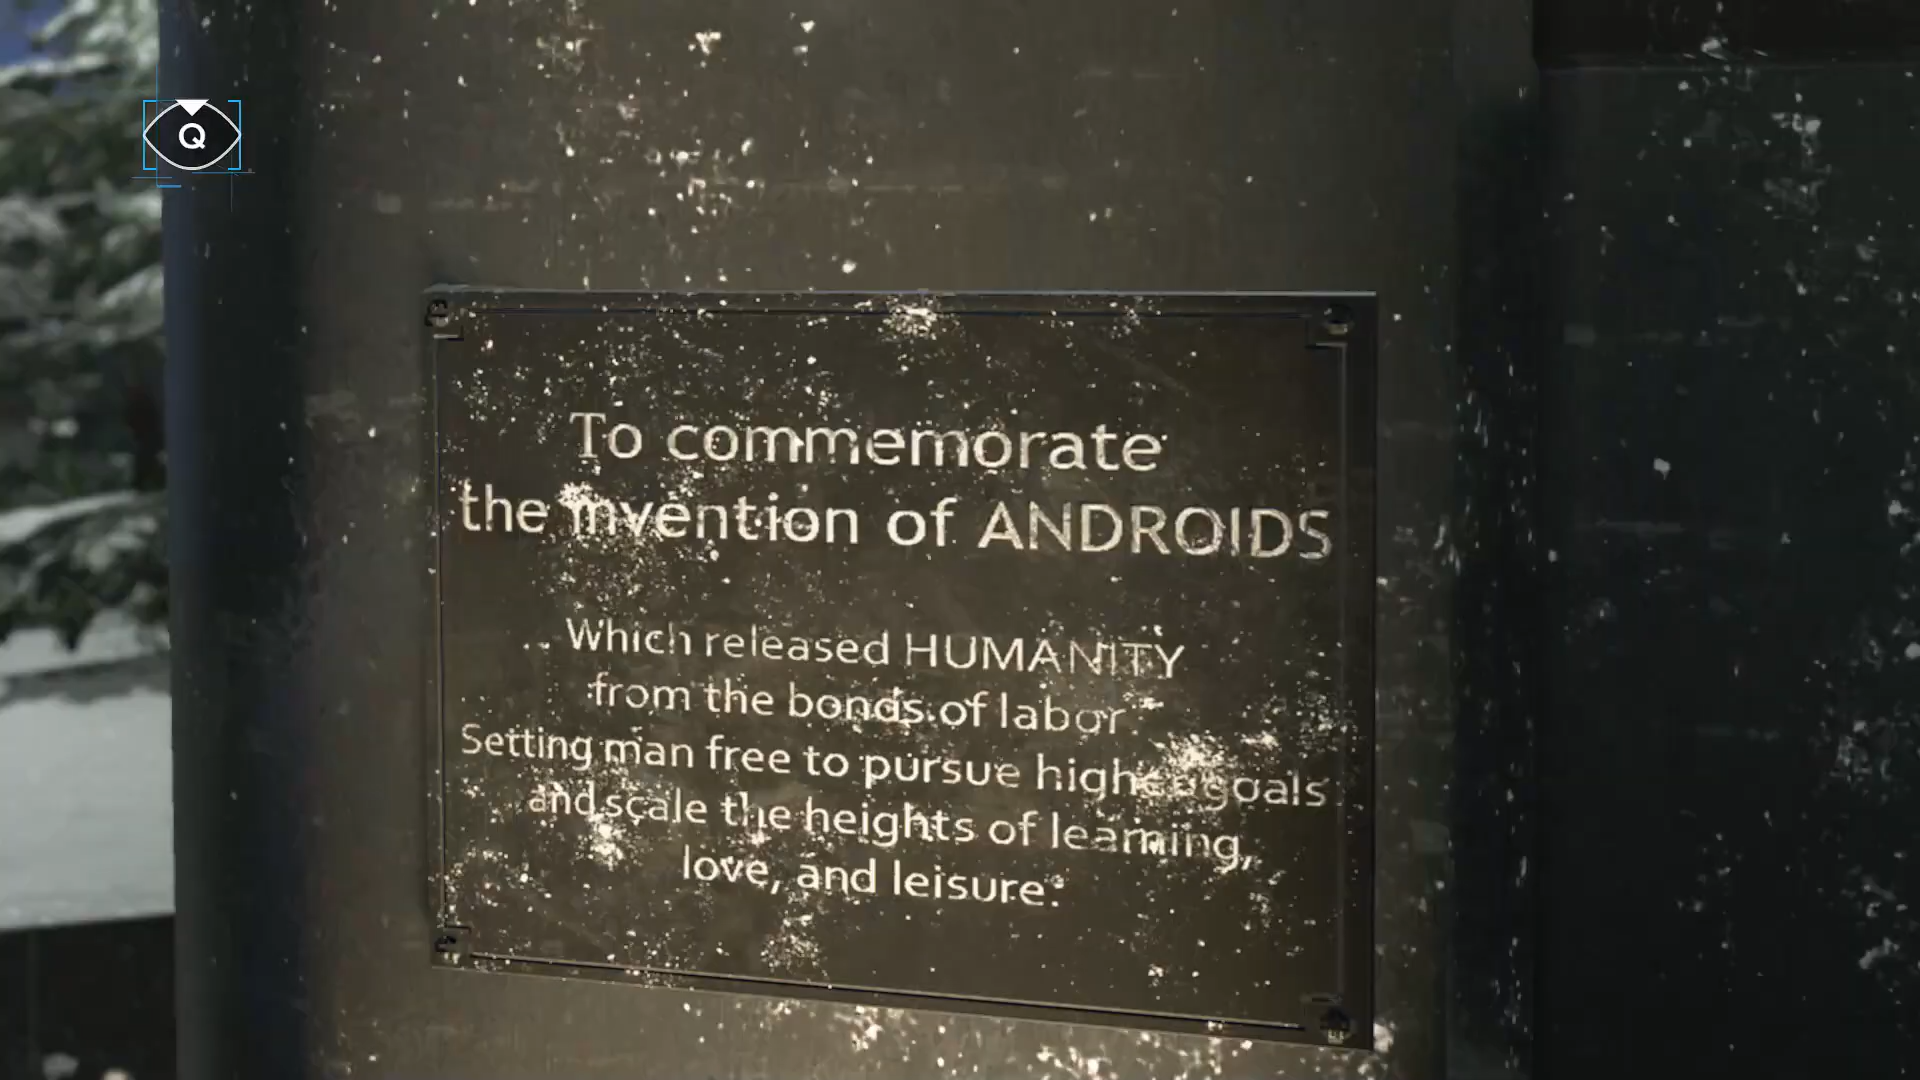 Q
To commemorate
the invention of ANDROIDS
Which released HUMANITY
from the bonds of labor
Setting man free to pursue higher goals
and scale the heights of learning,
love, and leisure.